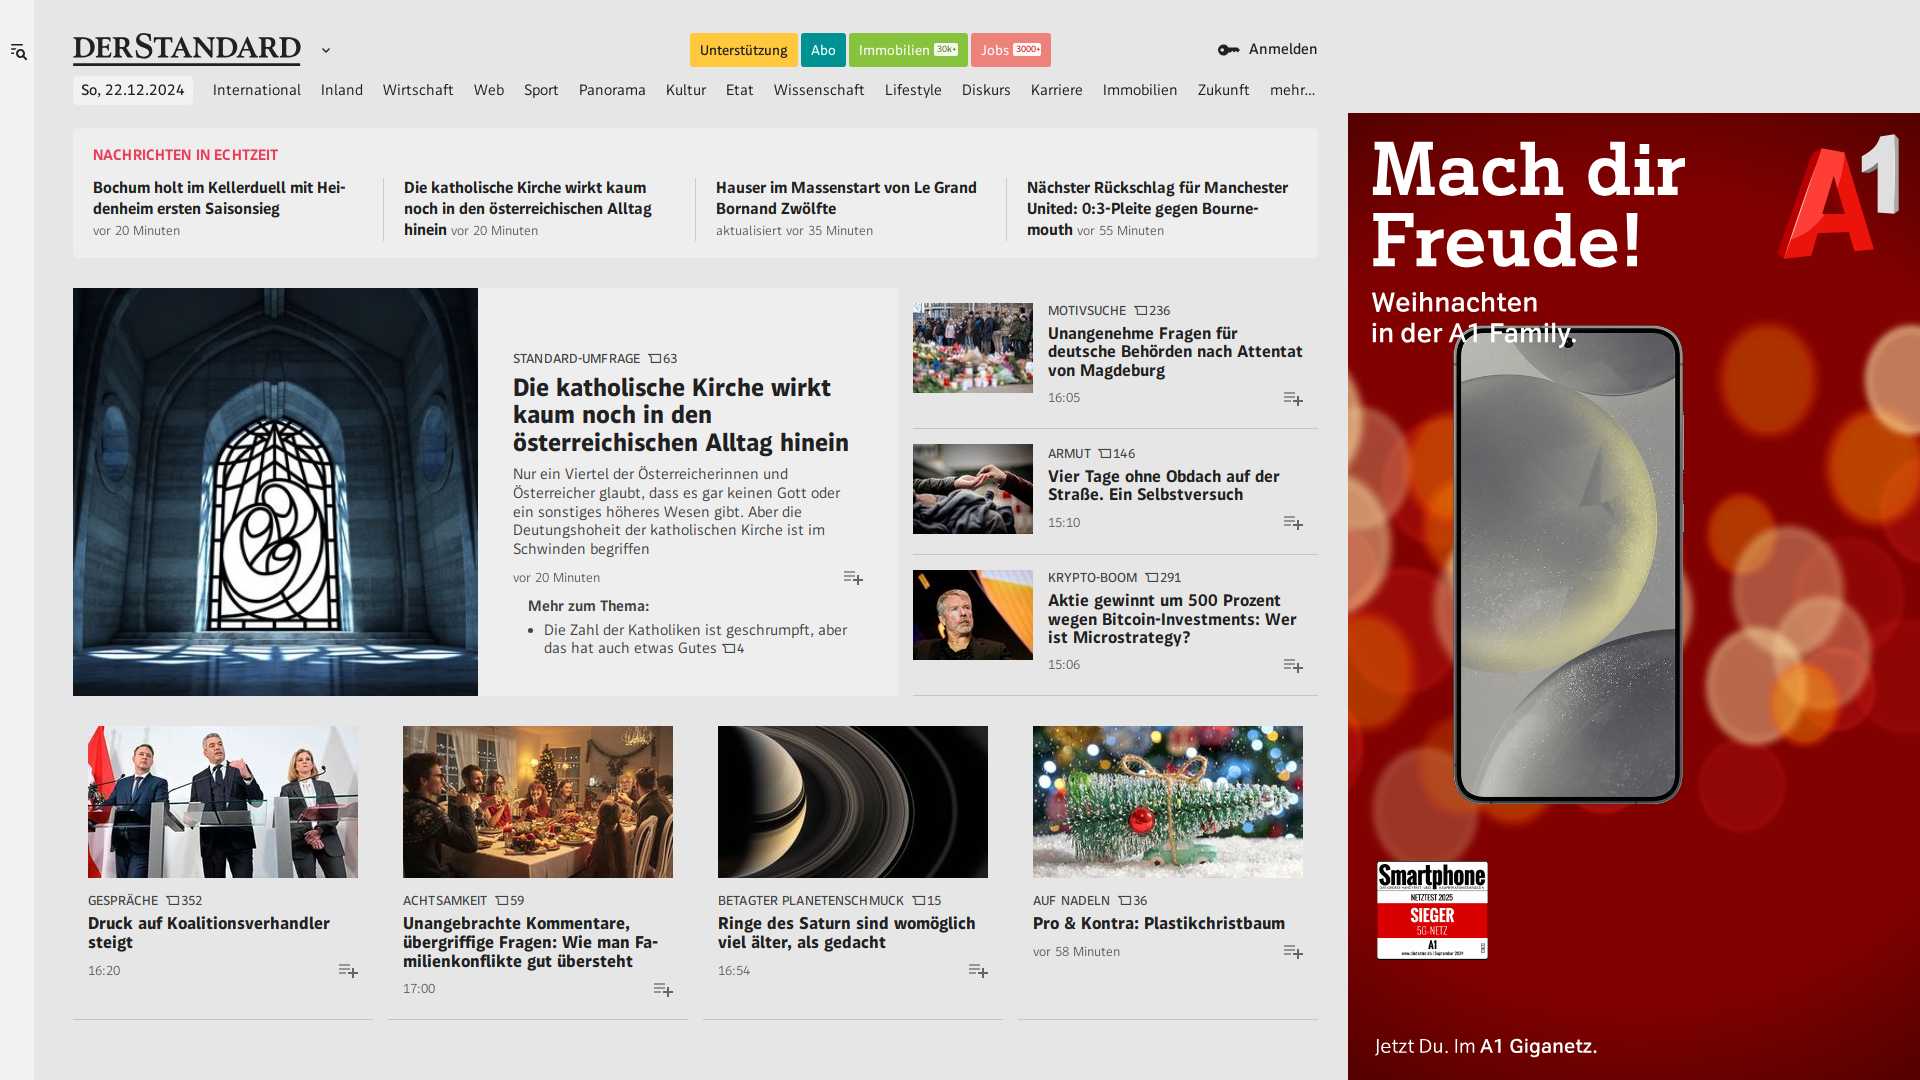 DERSTANDARD
Unterstützung
Abo
Immobilien 30k+
Jobs 3000+
Anmelden
So, 22.12.2024
International
Inland
Wirtschaft
Web
Sport
Panorama
Kultur
Etat
Wissenschaft
Lifestyle
Diskurs
Karriere
Immobilien
Zukunft
mehr…
NACHRICHTEN IN ECHTZEIT
Bochum holt im Kellerduell mit Hei-
denheim ersten Saisonsieg
vor 20 Minuten
Die katholische Kirche wirkt kaum
noch in den österreichischen Alltag
hinein vor 20 Minuten
Hauser im Massenstart von Le Grand
Bornand Zwölfte
aktualisiert vor 35 Minuten
Nächster Rückschlag für Manchester
United: 0:3-Pleite gegen Bourne-
mouth vor 55 Minuten
STANDARD-UMFRAGE 63
Die katholische Kirche wirkt
kaum noch in den
österreichischen Alltag hinein
Nur ein Viertel der Österreicherinnen und
Österreicher glaubt, dass es gar keinen Gott oder
ein sonstiges höheres Wesen gibt. Aber die
Deutungshoheit der katholischen Kirche ist im
Schwinden begriffen
vor 20 Minuten
Mehr zum Thema:
• Die Zahl der Katholiken ist geschrumpft, aber
das hat auch etwas Gutes 4
MOTIVSUCHE 236
Unangenehme Fragen für
deutsche Behörden nach Attentat
von Magdeburg
16:05
ARMUT 146
Vier Tage ohne Obdach auf der
Straße. Ein Selbstversuch
15:10
KRYPTO-BOOM 291
Aktie gewinnt um 500 Prozent
wegen Bitcoin-Investments: Wer
ist Microstrategy?
15:06
GESPRÄCHE 352
Druck auf Koalitionsverhandler
steigt
16:20
ACHTSAMKEIT 59
Unangebrachte Kommentare,
übergriffige Fragen: Wie man Fa-
milienkonflikte gut übersteht
17:00
BETAGTER PLANETENSCHMUCK 15
Ringe des Saturn sind womöglich
viel älter, als gedacht
16:54
AUF NADELN 36
Pro & Kontra: Plastikchristbaum
vor 58 Minuten
Mach dir
Freude!
A1
Weihnachten
in der A1 Family.
Smartphone
NETZTEST 2025
SIEGER
5G-NETZ
A1
Jetzt Du. Im A1 Giganetz.